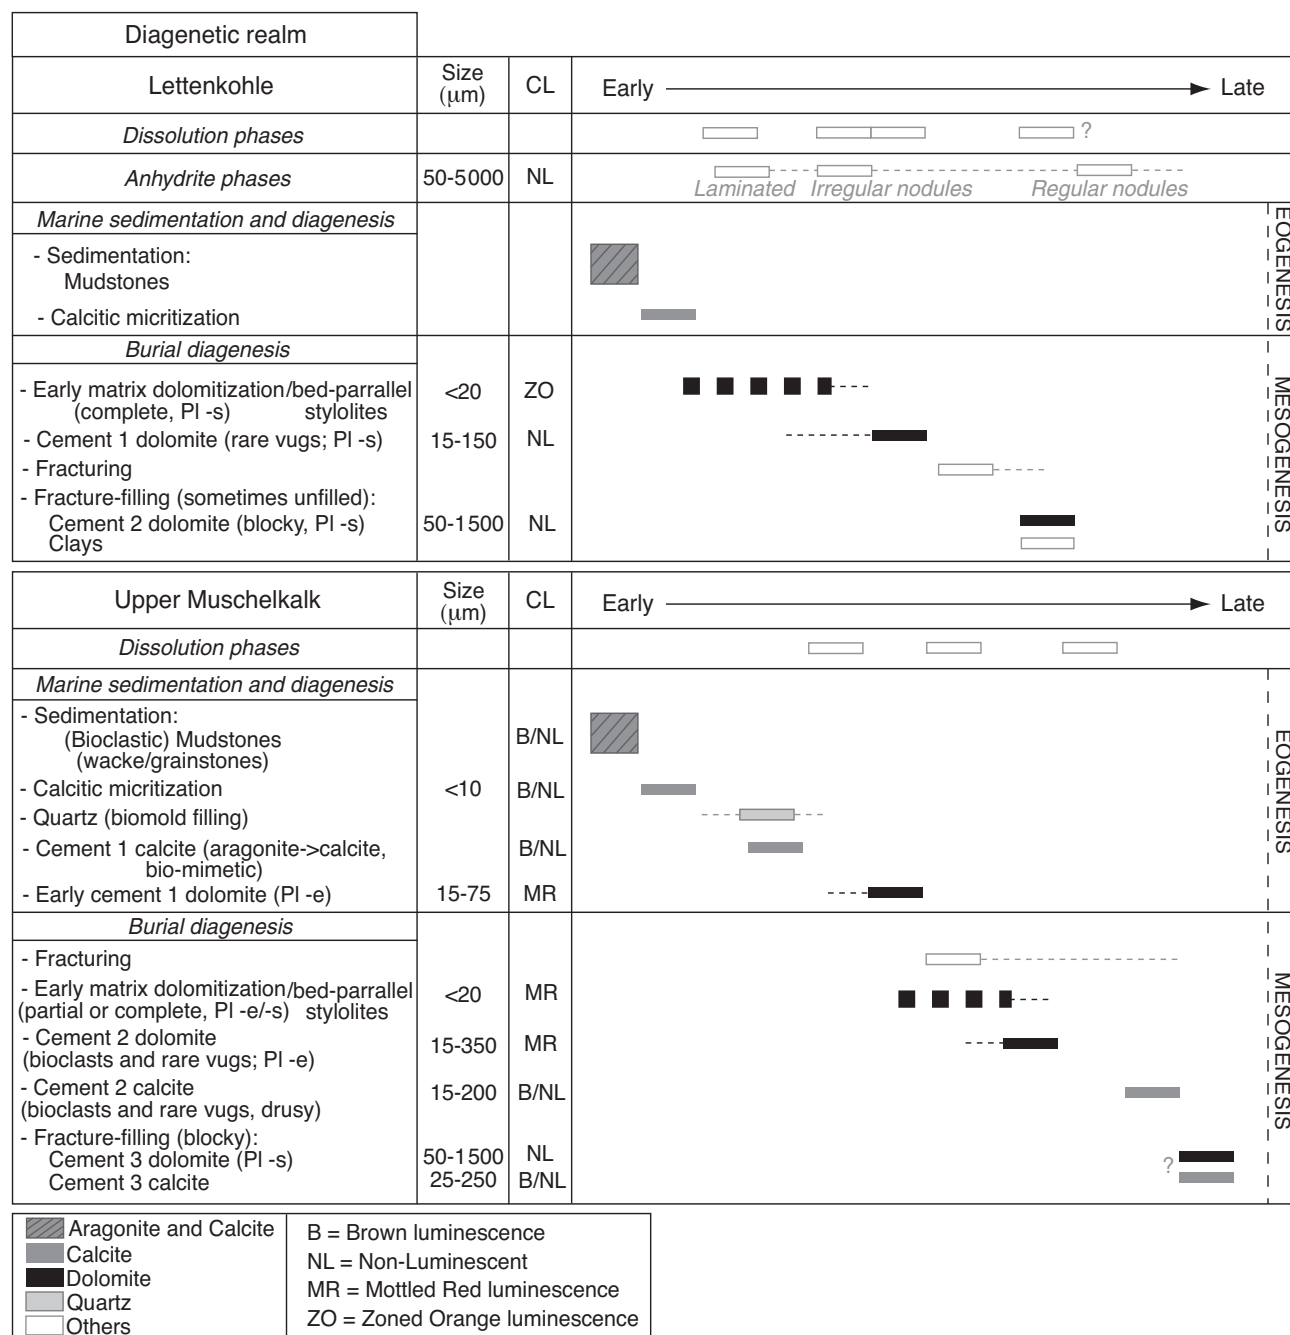 Diagenetic realm
Lettenkohle Size (μm) CL Early Late
Dissolution phases ?
Anhydrite phases 50-5000 NL
Laminated Irregular nodules Regular nodules
Marine sedimentation and diagenesis
- Sedimentation:
Mudstones
- Calcitic micritization
EOGENESIS
Burial diagenesis
- Early matrix dolomitization/bed-parrallel <20 ZO
(complete, Pl -s) stylolites
- Cement 1 dolomite (rare vugs; Pl -s) 15-150 NL
- Fracturing
- Fracture-filling (sometimes unfilled):
Cement 2 dolomite (blocky, Pl -s) 50-1500 NL
Clays
MESOGENESIS
Upper Muschelkalk Size (μm) CL Early Late
Dissolution phases
Marine sedimentation and diagenesis
- Sedimentation:
(Bioclastic) Mudstones B/NL
(wacke/grainstones)
- Calcitic micritization <10 B/NL
- Quartz (biomold filling)
- Cement 1 calcite (aragonite->calcite, B/NL
bio-mimetic)
- Early cement 1 dolomite (Pl -e) 15-75 MR
EOGENESIS
Burial diagenesis
- Fracturing
- Early matrix dolomitization/bed-parrallel <20 MR
(partial or complete, Pl -e/-s) stylolites
- Cement 2 dolomite 15-350 MR
(bioclasts and rare vugs; Pl -e)
- Cement 2 calcite 15-200 B/NL
(bioclasts and rare vugs, drusy)
- Fracture-filling (blocky):
Cement 3 dolomite (Pl -s) 50-1500 NL
?
Cement 3 calcite 25-250 B/NL
MESOGENESIS
Aragonite and Calcite
Calcite
Dolomite
Quartz
Others
B = Brown luminescence
NL = Non-Luminescent
MR = Mottled Red luminescence
ZO = Zoned Orange luminescence